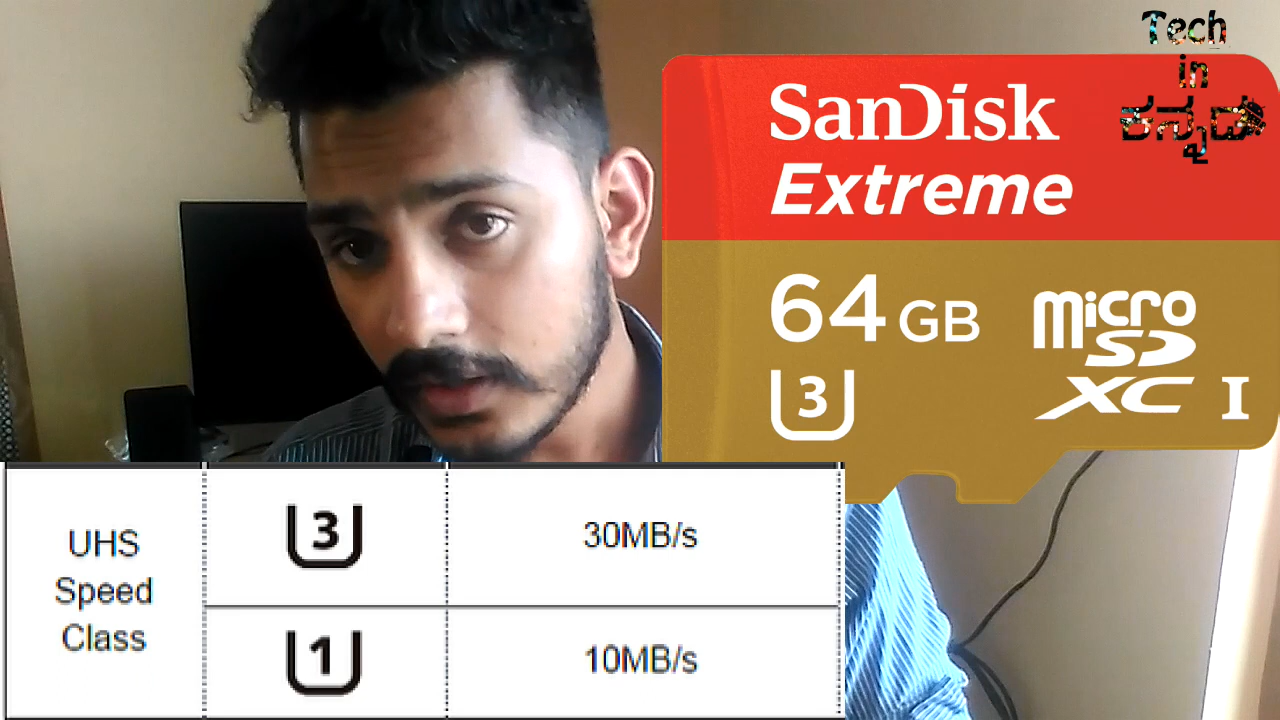 Tech
in
ಕನ್ನಡ
SanDisk
Extreme
64 GB
micro
SD
XC I
3
UHS
Speed
Class
3
30MB/s
1
10MB/s